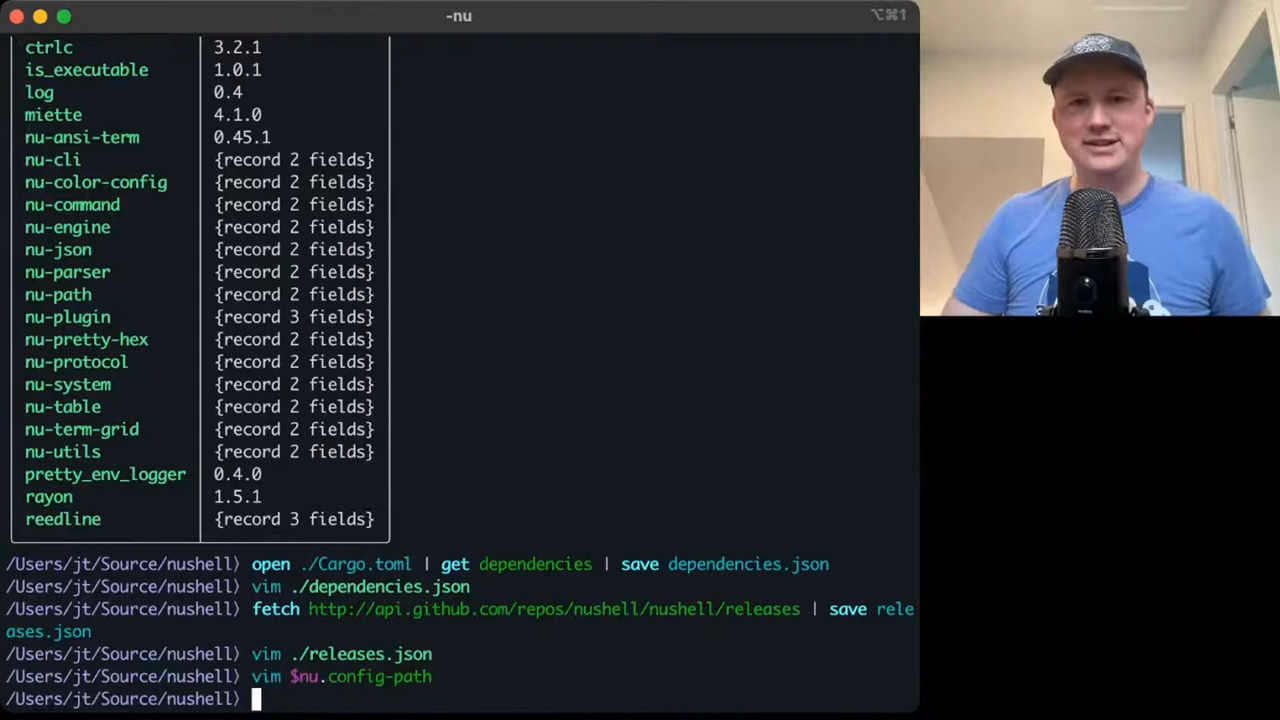 -nu
⌥⌘1
ctrlc 3.2.1
is_executable 1.0.1
log 0.4
miette 4.1.0
nu-ansi-term 0.45.1
nu-cli {record 2 fields}
nu-color-config {record 2 fields}
nu-command {record 2 fields}
nu-engine {record 2 fields}
nu-json {record 2 fields}
nu-parser {record 2 fields}
nu-path {record 2 fields}
nu-plugin {record 3 fields}
nu-pretty-hex {record 2 fields}
nu-protocol {record 2 fields}
nu-system {record 2 fields}
nu-table {record 2 fields}
nu-term-grid {record 2 fields}
nu-utils {record 2 fields}
pretty_env_logger 0.4.0
rayon 1.5.1
reedline {record 3 fields}
/Users/jt/Source/nushell〉open ./Cargo.toml | get dependencies | save dependencies.json
/Users/jt/Source/nushell〉vim ./dependencies.json
/Users/jt/Source/nushell〉fetch http://api.github.com/repos/nushell/nushell/releases | save rele
ases.json
/Users/jt/Source/nushell〉vim ./releases.json
/Users/jt/Source/nushell〉vim $nu.config-path
/Users/jt/Source/nushell〉